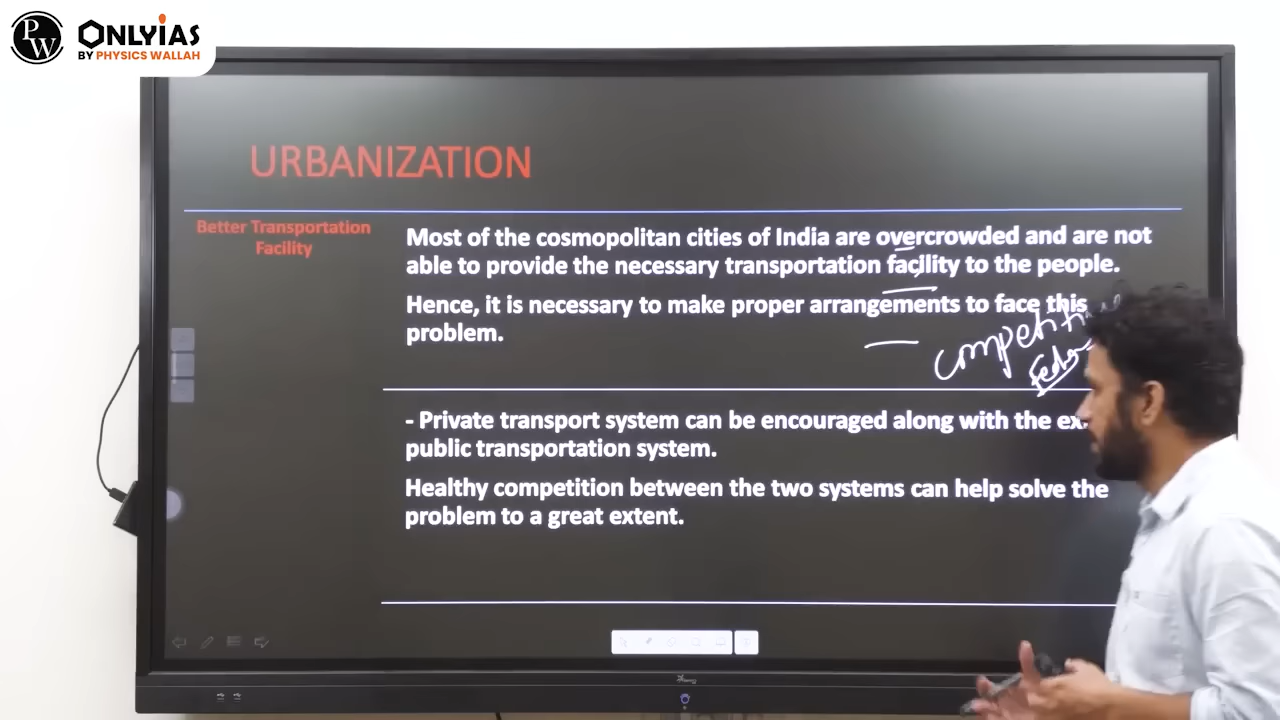 PW
ONLYIAS
BY PHYSICS WALLAH
URBANIZATION
Better Transportation
Facility
Most of the cosmopolitan cities of India are overcrowded and are not
able to provide the necessary transportation facility to the people.
Hence, it is necessary to make proper arrangements to face this
problem.
- Private transport system can be encouraged along with the
public transportation system.
Healthy competition between the two systems can help solve the
problem to a great extent.